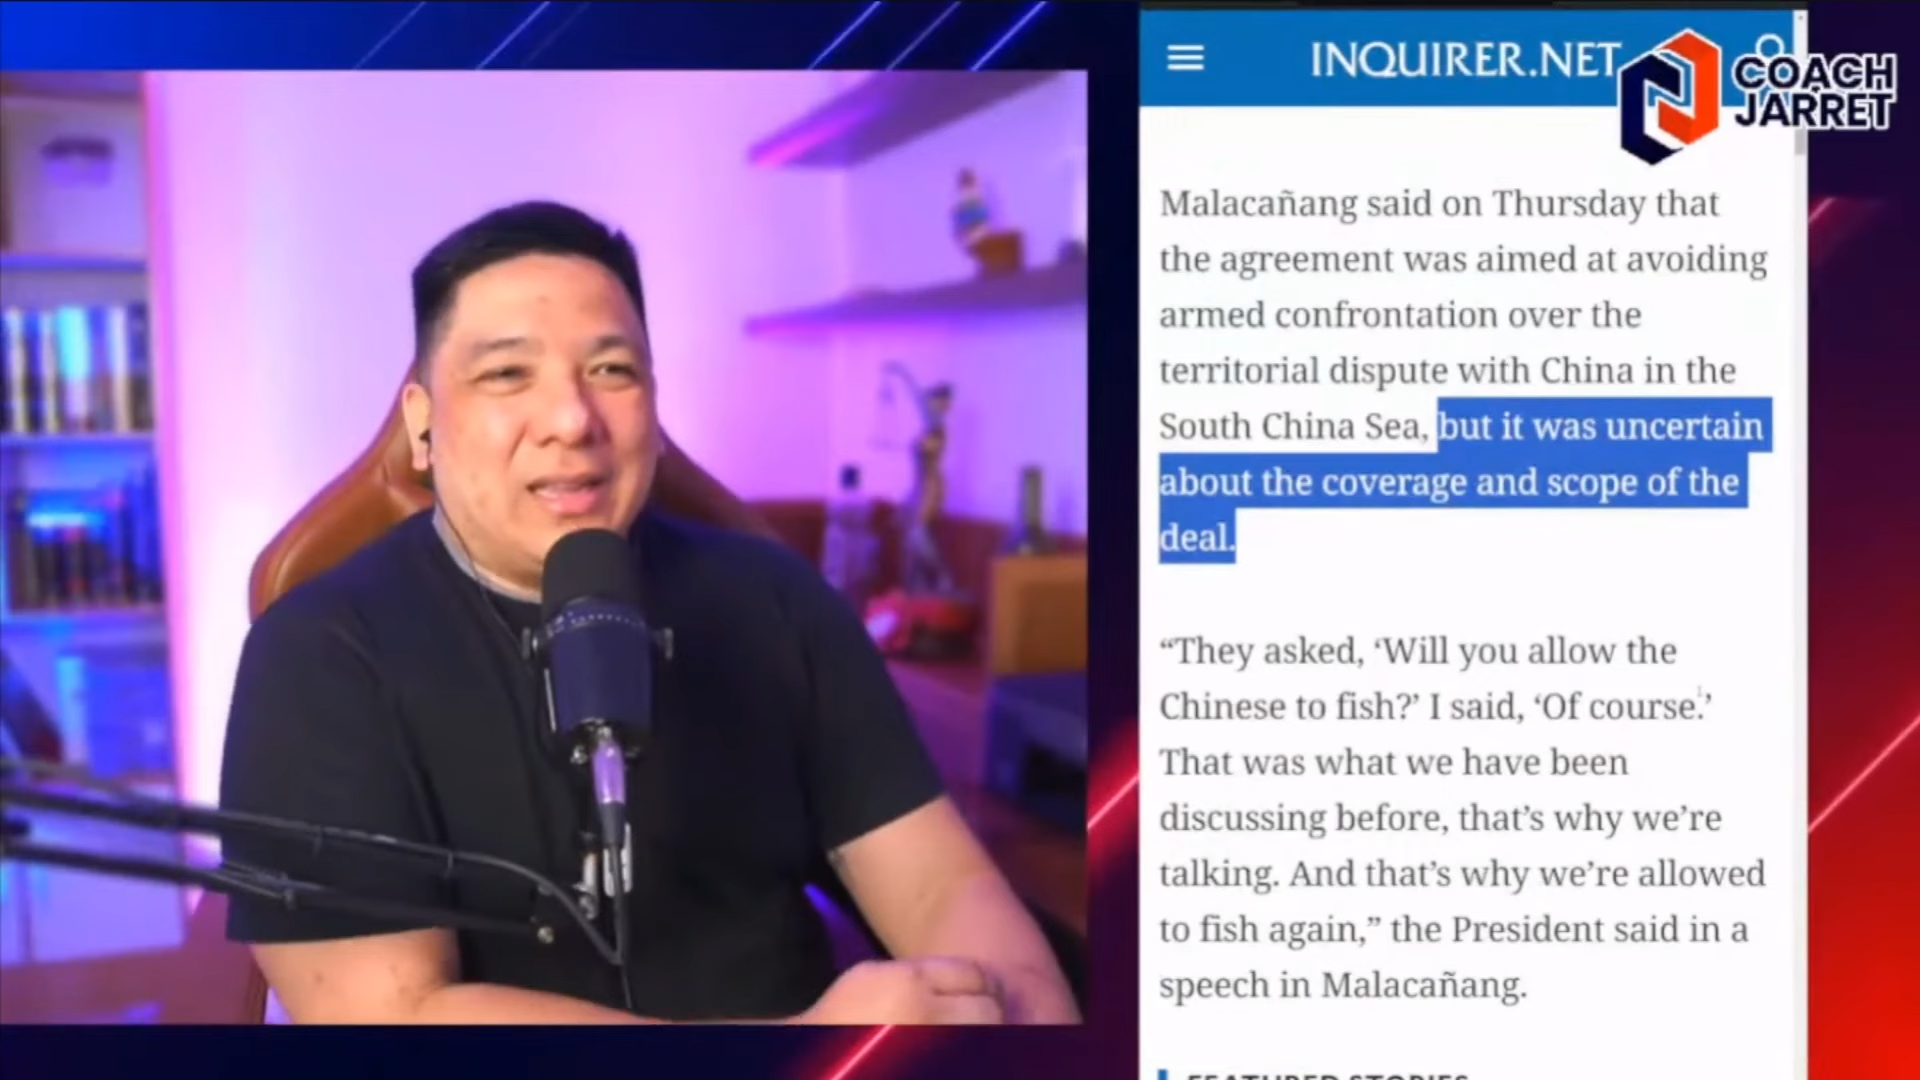 INQUIRER.NET
COACH
JARRET
Malacañang said on Thursday that
the agreement was aimed at avoiding
armed confrontation over the
territorial dispute with China in the
South China Sea, but it was uncertain
about the coverage and scope of the
deal.
“They asked, ‘Will you allow the
Chinese to fish?’ I said, ‘Of course.’
That was what we have been
discussing before, that’s why we’re
talking. And that’s why we’re allowed
to fish again,” the President said in a
speech in Malacañang.
FEATURED STORIES